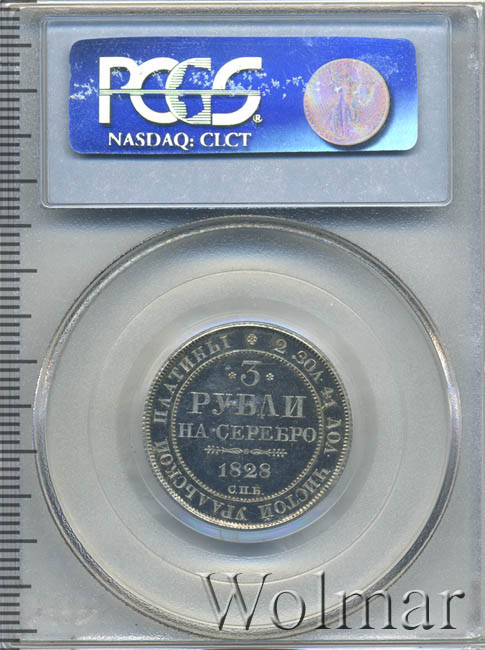 PCGS ®
NASDAQ: CLCT
2 ЗОЛ. 41 ДОЛ. ЧИСТОЙ УРАЛЬСКОЙ ПЛАТИНЫ
3
РУБЛИ
НА СЕРЕБРО
1828
С.П.Б.
Wolmar